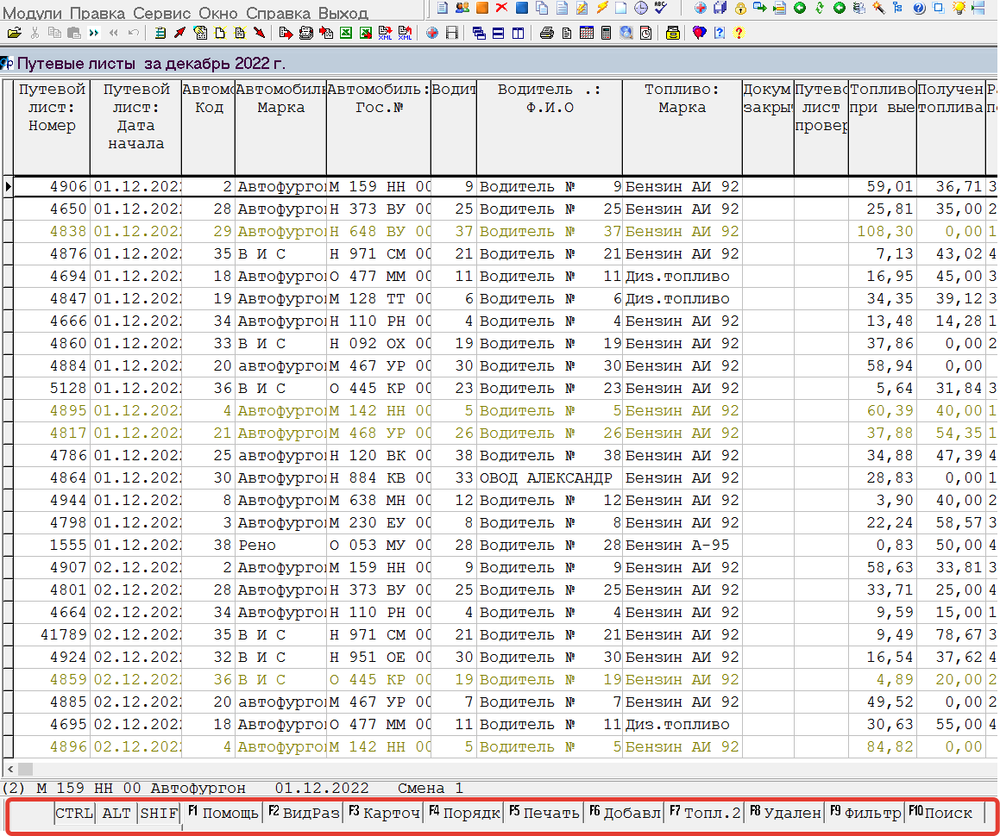 Модули Правка Сервис Окно Справка Выход
Путевые листы за декабрь 2022 г.
Путевой лист: Номер Путевой лист: Дата начала Автомо Код Автомобиль Марка Автомобиль: Гос.№ Водит Водитель .: Ф.И.О Топливо: Марка Докум закрыт Путево лист провер Топливо при вые Получен топлива
4906 01.12.202 2 Автофургон М 159 НН 00 9 Водитель № 9 Бензин АИ 92 59,01 36,71 3
4650 01.12.202 28 Автофургон Н 373 ВУ 00 25 Водитель № 25 Бензин АИ 92 25,81 35,00 2
4838 01.12.202 29 Автофургон Н 648 ВУ 00 37 Водитель № 37 Бензин АИ 92 108,30 0,00 1
4876 01.12.202 35 В И С Н 971 СМ 00 21 Водитель № 21 Бензин АИ 92 7,13 43,02 4
4694 01.12.202 18 Автофургон О 477 ММ 00 11 Водитель № 11 Диз.топливо 16,95 45,00 3
4847 01.12.202 19 Автофургон М 128 ТТ 00 6 Водитель № 6 Диз.топливо 34,35 39,12 3
4666 01.12.202 34 Автофургон Н 110 РН 00 4 Водитель № 4 Бензин АИ 92 13,48 14,28 1
4860 01.12.202 33 В И С Н 092 ОХ 00 19 Водитель № 19 Бензин АИ 92 37,86 0,00 2
4884 01.12.202 20 автофургон М 467 УР 00 30 Водитель № 30 Бензин АИ 92 58,94 0,00
5128 01.12.202 36 В И С О 445 КР 00 23 Водитель № 23 Бензин АИ 92 5,64 31,84 3
4895 01.12.202 4 Автофургон М 142 НН 00 5 Водитель № 5 Бензин АИ 92 60,39 40,00 1
4817 01.12.202 21 Автофургон М 468 УР 00 26 Водитель № 26 Бензин АИ 92 37,88 54,35 1
4786 01.12.202 25 автофургон Н 120 ВК 00 38 Водитель № 38 Бензин АИ 92 34,88 47,39 4
4864 01.12.202 30 Автофургон Н 884 КВ 00 33 ОВОД АЛЕКСАНДР Бензин АИ 92 28,83 0,00 1
4944 01.12.202 8 Автофургон М 638 МН 00 12 Водитель № 12 Бензин АИ 92 3,90 40,00 2
4798 01.12.202 3 Автофургон М 230 ЕУ 00 8 Водитель № 8 Бензин АИ 92 22,24 58,57 3
1555 01.12.202 38 Рено О 053 МУ 00 28 Водитель № 28 Бензин А-95 0,83 50,00 4
4907 02.12.202 2 Автофургон М 159 НН 00 9 Водитель № 9 Бензин АИ 92 58,63 33,81 3
4801 02.12.202 28 Автофургон Н 373 ВУ 00 25 Водитель № 25 Бензин АИ 92 33,71 25,00 4
4664 02.12.202 34 Автофургон Н 110 РН 00 4 Водитель № 4 Бензин АИ 92 9,59 15,00 1
41789 02.12.202 35 В И С Н 971 СМ 00 21 Водитель № 21 Бензин АИ 92 9,49 78,67 3
4924 02.12.202 32 В И С Н 951 ОЕ 00 30 Водитель № 30 Бензин АИ 92 16,54 37,62 4
4859 02.12.202 36 В И С О 445 КР 00 19 Водитель № 19 Бензин АИ 92 4,89 20,00 2
4885 02.12.202 20 автофургон М 467 УР 00 7 Водитель № 7 Бензин АИ 92 49,52 0,00 2
4695 02.12.202 18 Автофургон О 477 ММ 00 11 Водитель № 11 Диз.топливо 30,63 55,00 4
4896 02.12.202 4 Автофургон М 142 НН 00 5 Водитель № 5 Бензин АИ 92 84,82 0,00
(2) М 159 НН 00 Автофургон 01.12.2022 Смена 1
CTRL ALT SHIF F1 Помощь F2 ВидРаз F3 Карточ F4 Порядк F5 Печать F6 Добавл F7 Топл.2 F8 Удален F9 Фильтр F10 Поиск